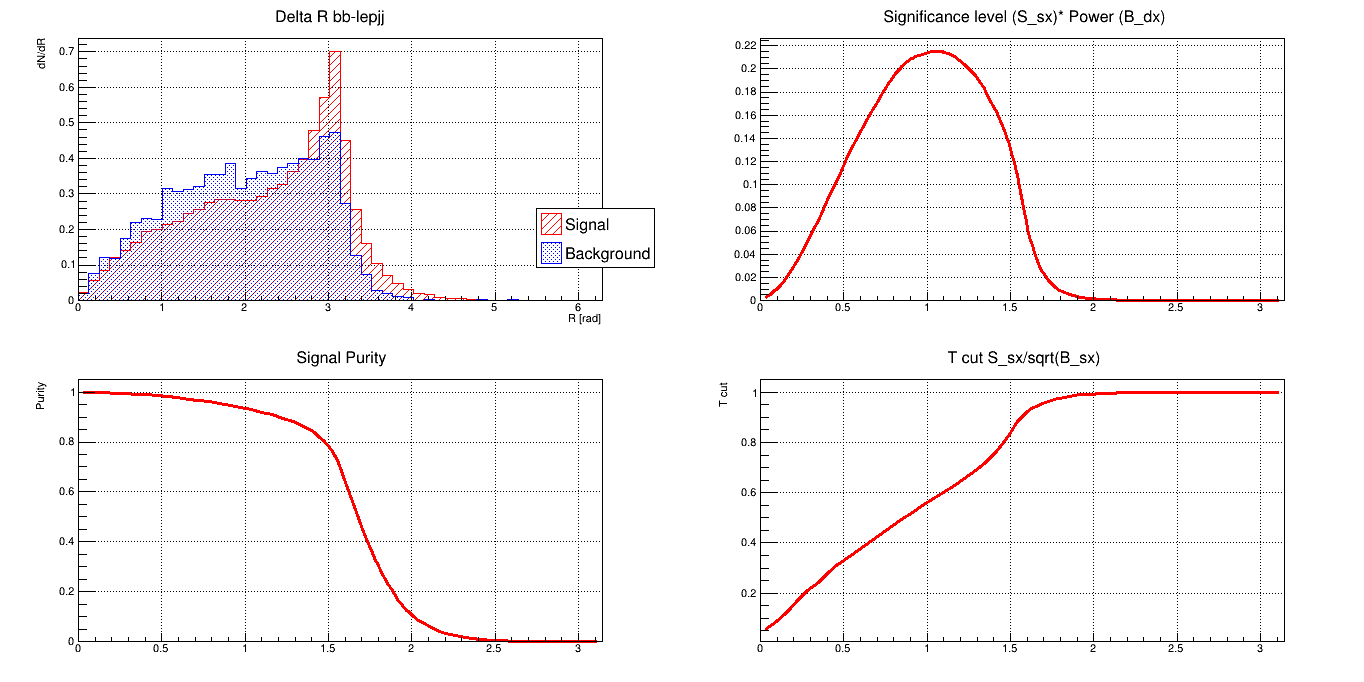 Delta R bb-lepjj
dN/dR
0.7
0.6
0.5
0.4
0.3
0.2
0.1
0
0 1 2 3 4 5 6
R [rad]
Signal
Background
Significance level (S_sx)* Power (B_dx)
0.22
0.2
0.18
0.16
0.14
0.12
0.1
0.08
0.06
0.04
0.02
0
0 0.5 1 1.5 2 2.5 3
Signal Purity
Purity
1
0.8
0.6
0.4
0.2
0
0 0.5 1 1.5 2 2.5 3
T cut S_sx/sqrt(B_sx)
T cut
1
0.8
0.6
0.4
0.2
0 0.5 1 1.5 2 2.5 3